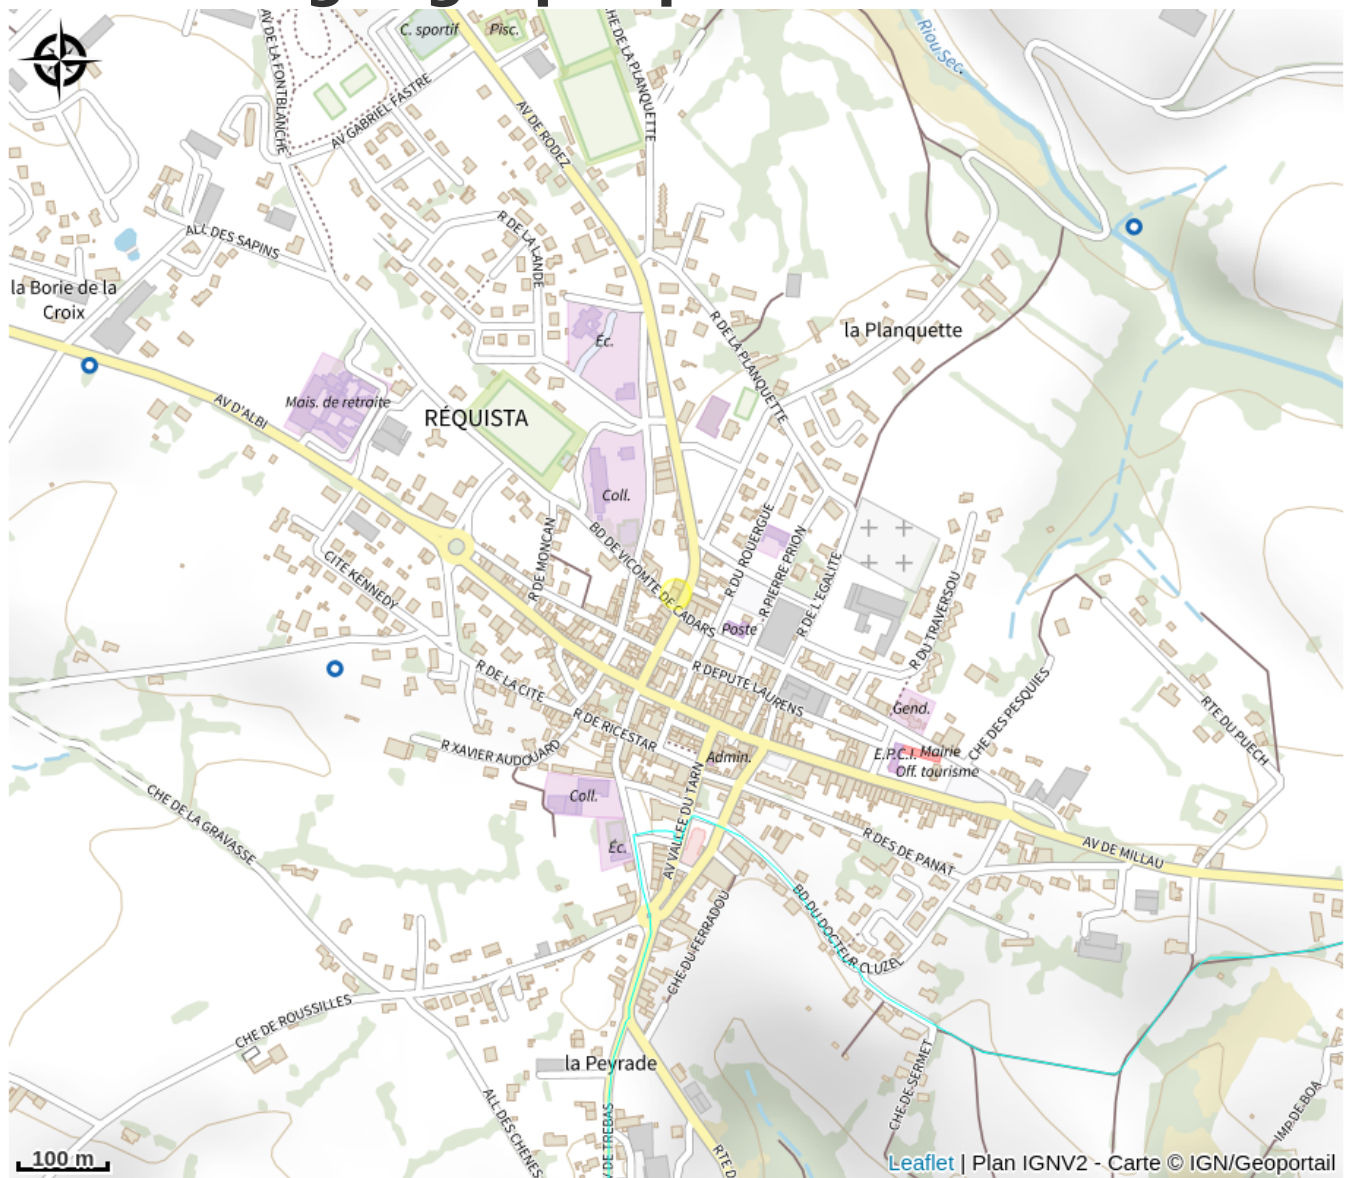 C. sportif
Pisc.
AV DE LA FONTBLANCHE
CHE DE LA PLANQUETTE
Riou Sec
AV GABRIEL FASTRE
AV DE RODEZ
R DE LA LANDE
ALL DES SAPINS
la Borie de la
Croix
Éc.
R DE LA PLANQUETTE
la Planquette
Mais. de retraite
AV D'ALBI
RÉQUISTA
Coll.
BD DE VICOMTE DE CADARS
R DE MONCAN
R DU ROUERGUE
R PIERRE PRION
R DE L'EGALITE
CITE KENNEDY
Poste
R DU TRAVERSOU
R DEPUTE LAURENS
R DE LA CITE
R DE RICESTAR
Gend.
CHE DES PESQUIES
RTE DU PUECH
R XAVIER AUDOUARD
Admin.
E.P.C.I.
Mairie
Off. tourisme
Coll.
CHE DE LA GRAVASSE
AV VALLEE DU TARN
Éc.
R DES DE PANAT
AV DE MILLAU
BD DU DOCTEUR CLUZEL
CHE DU FERRADOU
CHE DE ROUSSILLES
la Peyrade
CHE DE SERMET
ALL DES CHENES
V DE TREBAS
RTE D
IMP DE BOA
100 m
Leaflet | Plan IGNV2 - Carte © IGN/Geoportail